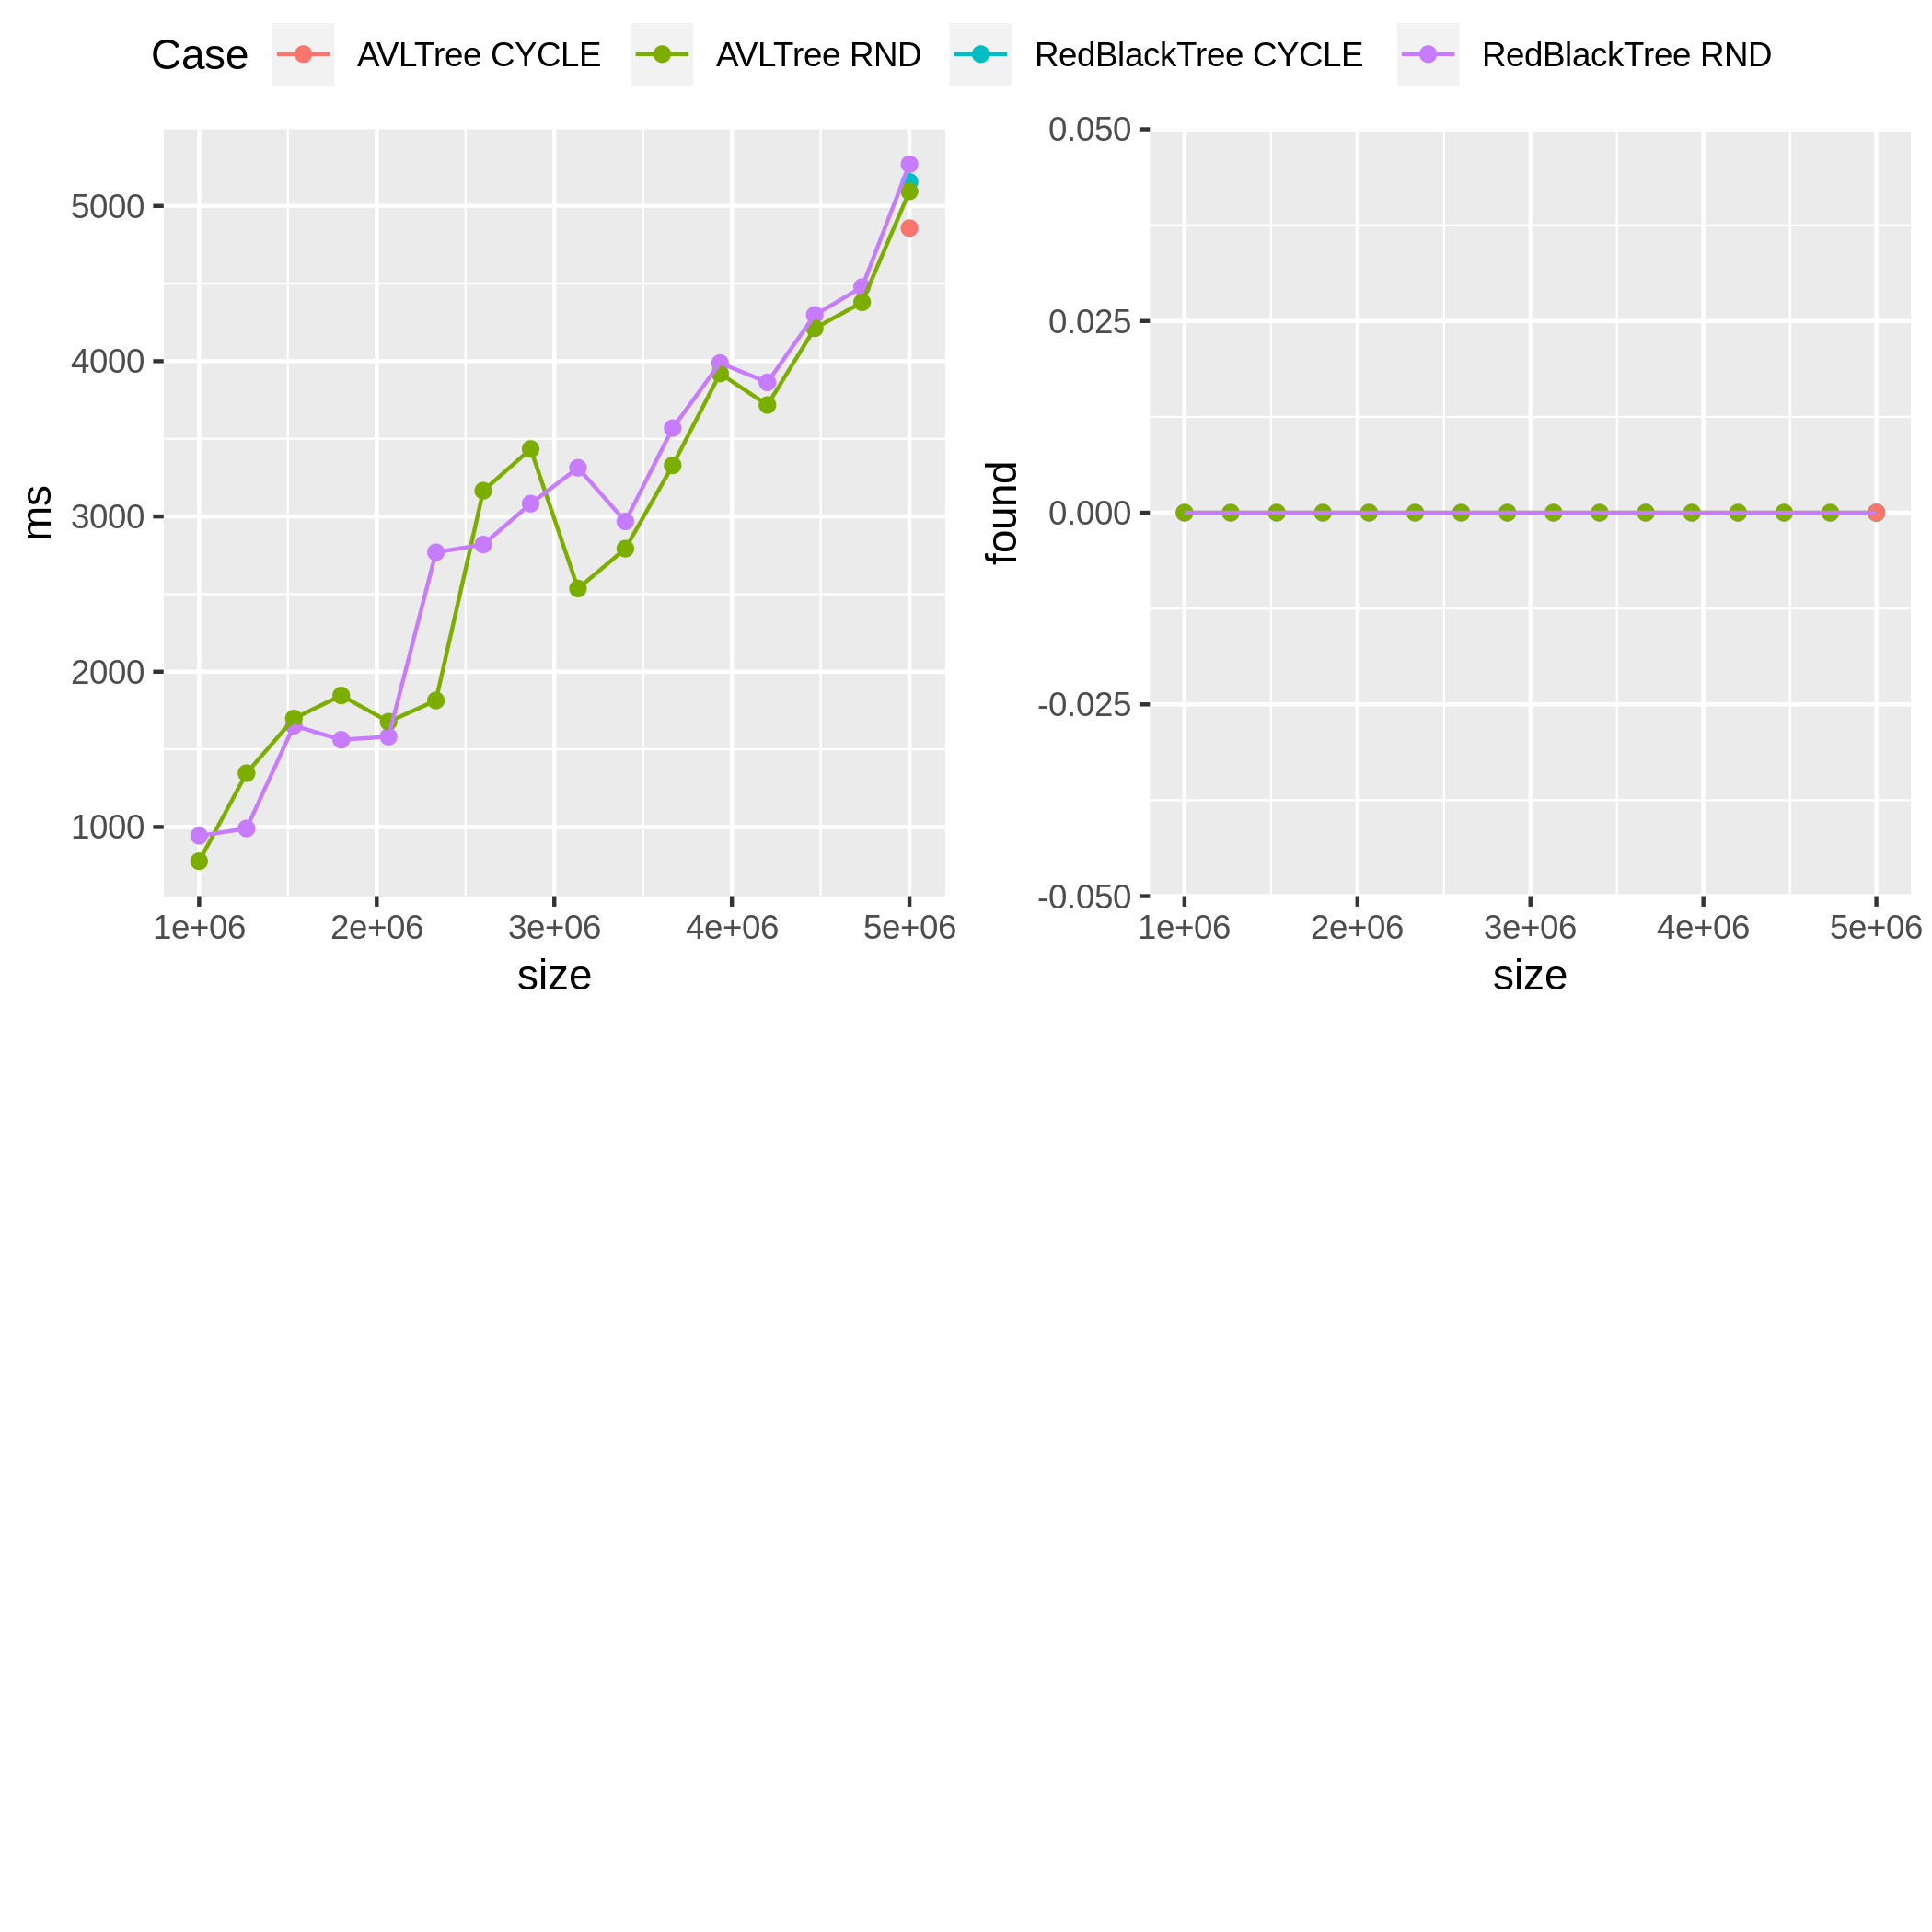 Case AVLTree CYCLE AVLTree RND RedBlackTree CYCLE RedBlackTree RND
ms
5000
4000
3000
2000
1000
1e+06 2e+06 3e+06 4e+06 5e+06
size
found
0.050
0.025
0.000
-0.025
-0.050
1e+06 2e+06 3e+06 4e+06 5e+06
size